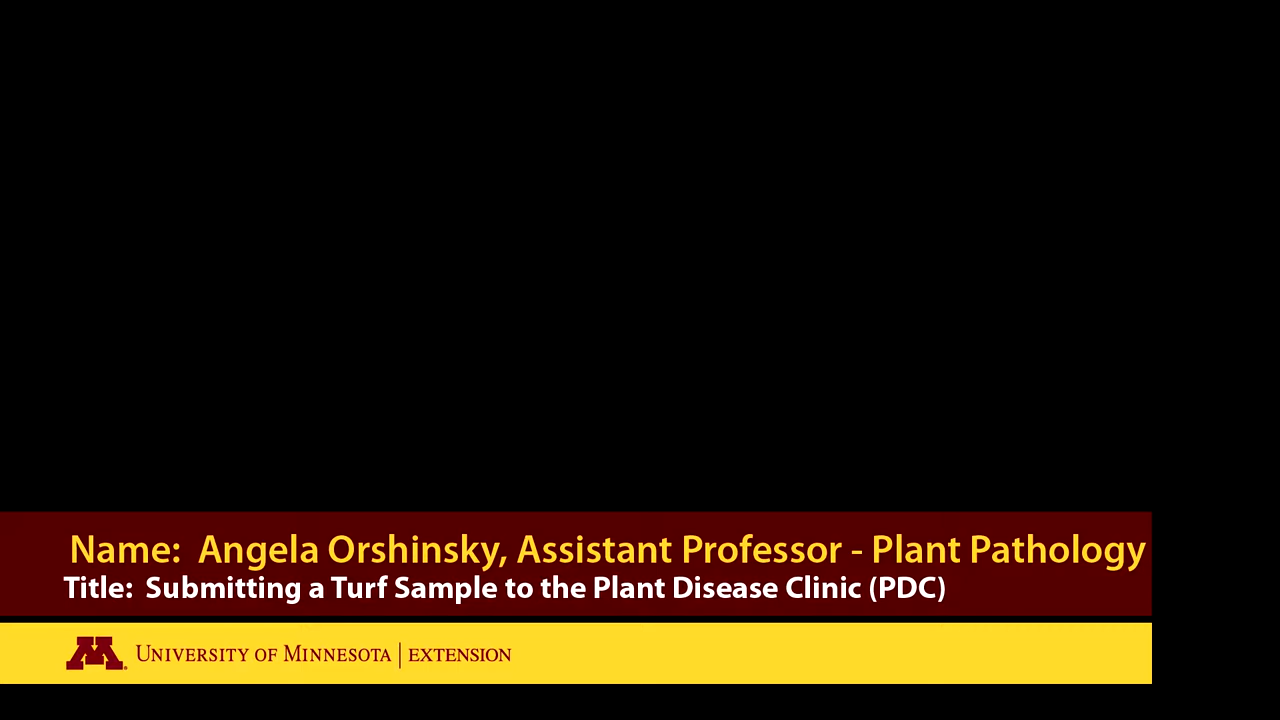 Name: Angela Orshinsky, Assistant Professor - Plant Pathology
Title: Submitting a Turf Sample to the Plant Disease Clinic (PDC)
M University of Minnesota | EXTENSION